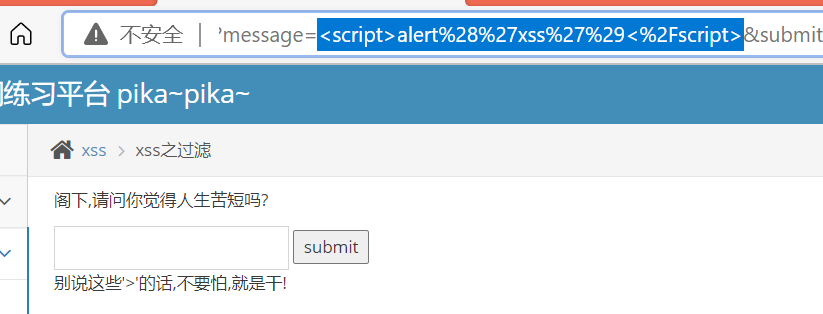 不安全 | ?message=<script>alert%28%27xss%27%29<%2Fscript>&submit
练习平台 pika~pika~
xss > xss之过滤
阁下,请问你觉得人生苦短吗?
submit
别说这些'>'的话,不要怕,就是干!